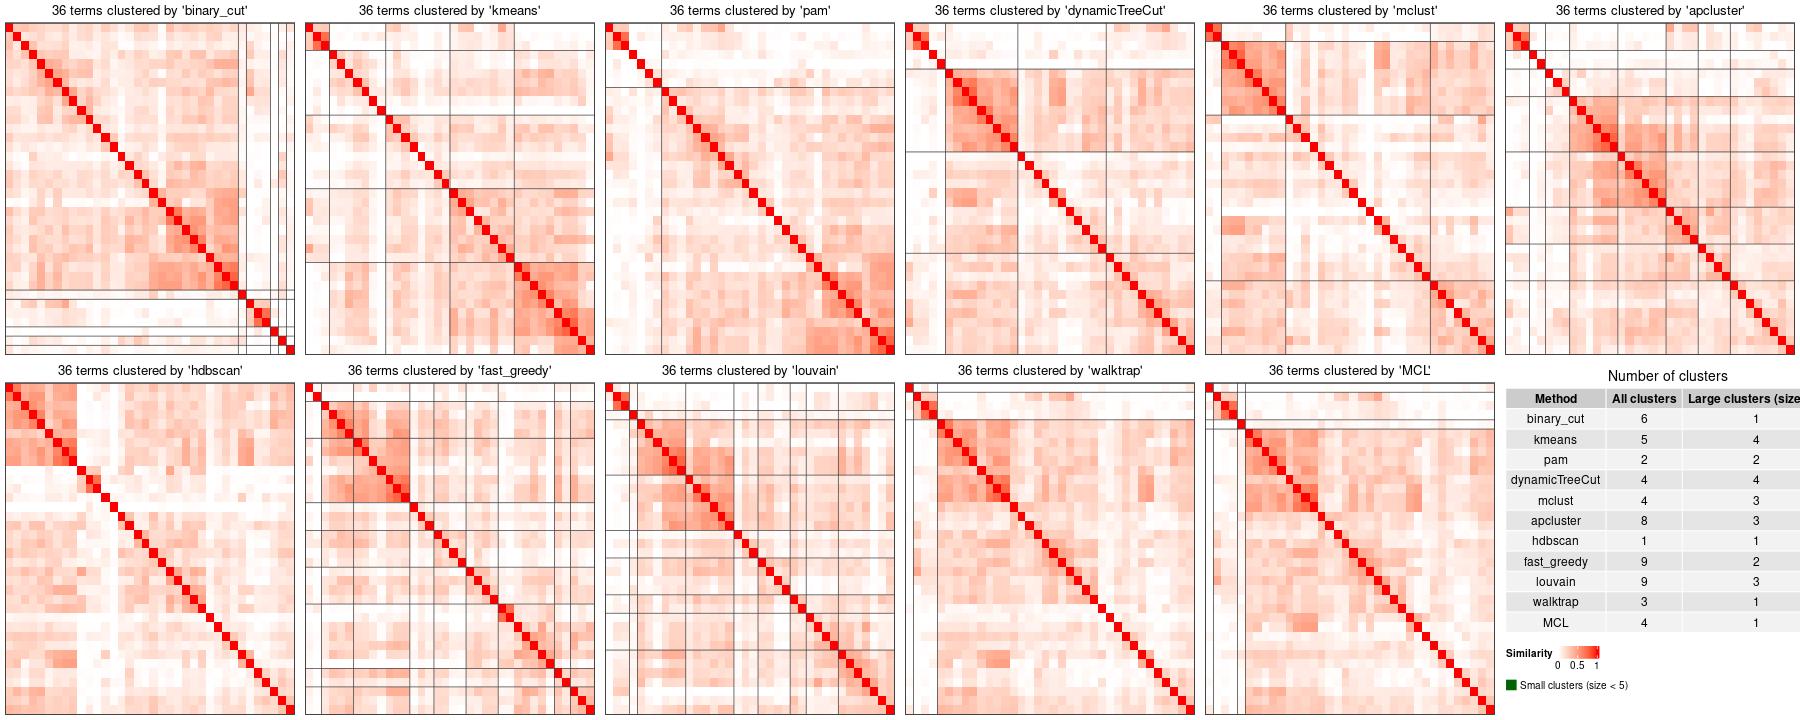 36 terms clustered by 'binary_cut'
36 terms clustered by 'kmeans'
36 terms clustered by 'pam'
36 terms clustered by 'dynamicTreeCut'
36 terms clustered by 'mclust'
36 terms clustered by 'apcluster'
36 terms clustered by 'hdbscan'
36 terms clustered by 'fast_greedy'
36 terms clustered by 'louvain'
36 terms clustered by 'walktrap'
36 terms clustered by 'MCL'
Number of clusters
Method All clusters Large clusters (size
binary_cut 6 1
kmeans 5 4
pam 2 2
dynamicTreeCut 4 4
mclust 4 3
apcluster 8 3
hdbscan 1 1
fast_greedy 9 2
louvain 9 3
walktrap 3 1
MCL 4 1
Similarity
0 0.5 1
Small clusters (size < 5)